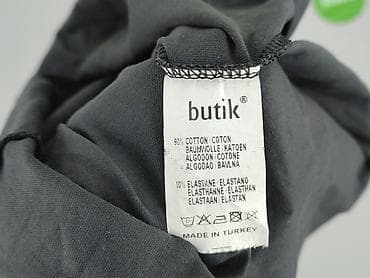 butik®
90% COTTON/COTON
BAUMWOLLE/KATOEN
ALGODON/COTONE
ALGODAO/BAVLNA
10% ELASTANE/ELASTANO
ELASTHANNE/ELASTHAN
ELASTAAN/ELASTAN
MADE IN TURKEY